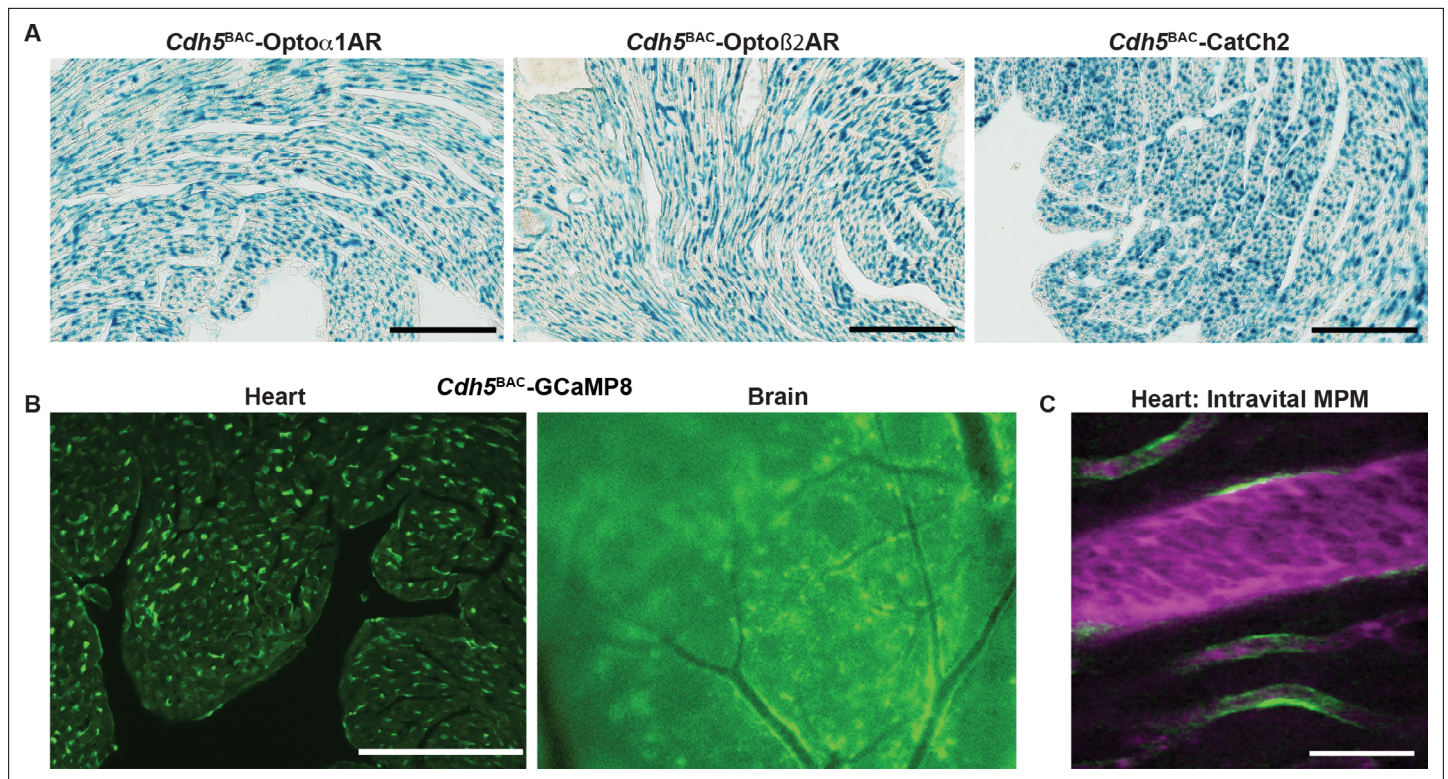 A
Cdh5ᴮᴬᶜ-Optoα1AR
Cdh5ᴮᴬᶜ-Optoß2AR
Cdh5ᴮᴬᶜ-CatCh2
B
Cdh5ᴮᴬᶜ-GCaMP8
Heart
Brain
C
Heart: Intravital MPM